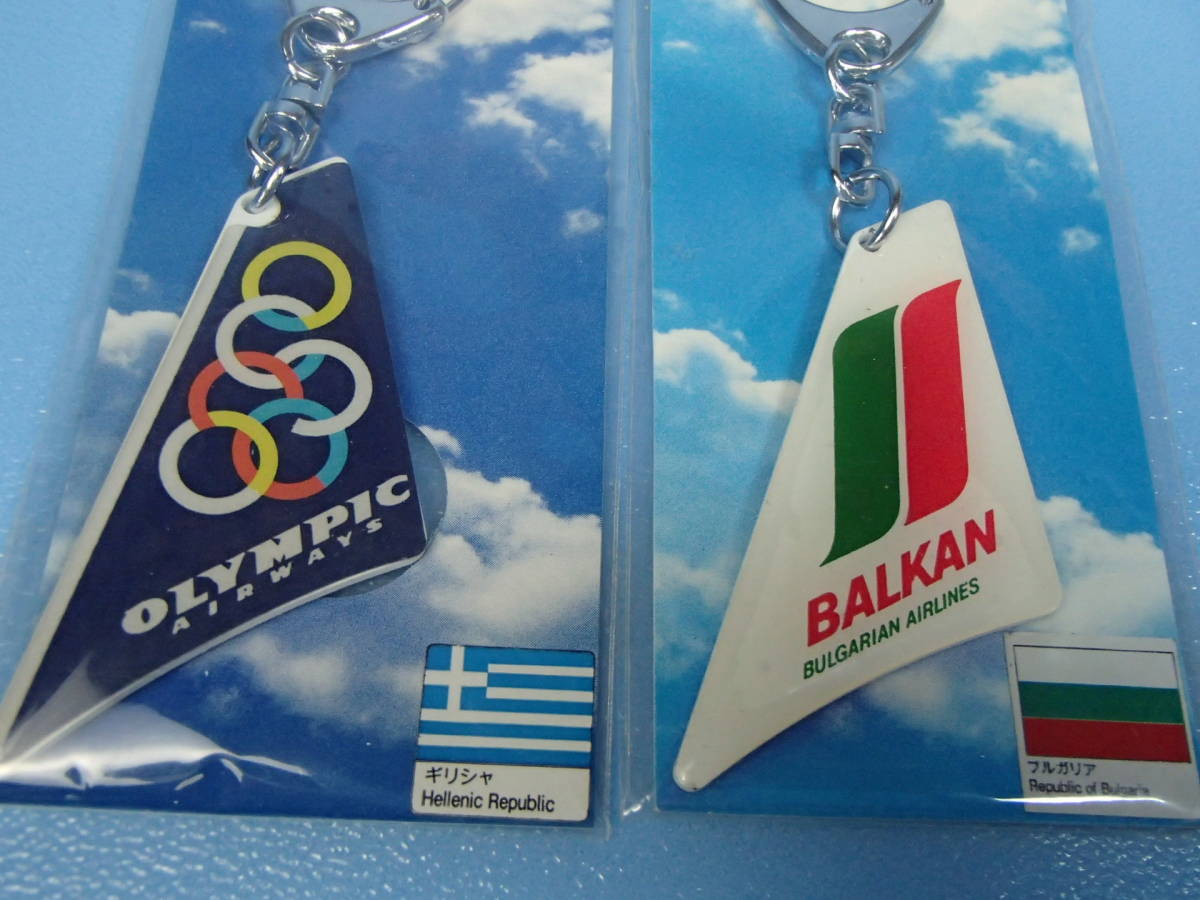 OLYMPIC
AIRWAYS
ギリシャ
Hellenic Republic
BALKAN
BULGARIAN AIRLINES
ブルガリア
Republic of Bulgaria